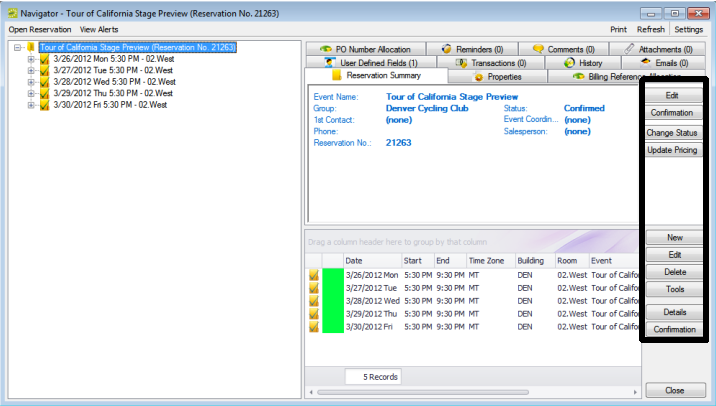 Navigator - Tour of California Stage Preview (Reservation No. 21263)
Open Reservation View Alerts Print Refresh Settings
Tour of California Stage Preview (Reservation No. 21263)
3/26/2012 Mon 5:30 PM - 02.West
3/27/2012 Tue 5:30 PM - 02.West
3/28/2012 Wed 5:30 PM - 02.West
3/29/2012 Thu 5:30 PM - 02.West
3/30/2012 Fri 5:30 PM - 02.West
PO Number Allocation Reminders (0) Comments (0) Attachments (0)
User Defined Fields (1) Transactions (0) History Emails (0)
Reservation Summary Properties Billing Reference Allocation
Event Name: Tour of California Stage Preview
Group: Denver Cycling Club Status: Confirmed
1st Contact: (none) Event Coordin... (none)
Phone: Salesperson: (none)
Reservation No.: 21263
Edit
Confirmation
Change Status
Update Pricing
Drag a column header here to group by that column
Date Start End Time Zone Building Room Event
3/26/2012 Mon 5:30 PM 9:30 PM MT DEN 02.West Tour of Califo
3/27/2012 Tue 5:30 PM 9:30 PM MT DEN 02.West Tour of Califo
3/28/2012 Wed 5:30 PM 9:30 PM MT DEN 02.West Tour of Califo
3/29/2012 Thu 5:30 PM 9:30 PM MT DEN 02.West Tour of Califo
3/30/2012 Fri 5:30 PM 9:30 PM MT DEN 02.West Tour of Califo
5 Records
New
Edit
Delete
Tools
Details
Confirmation
Close